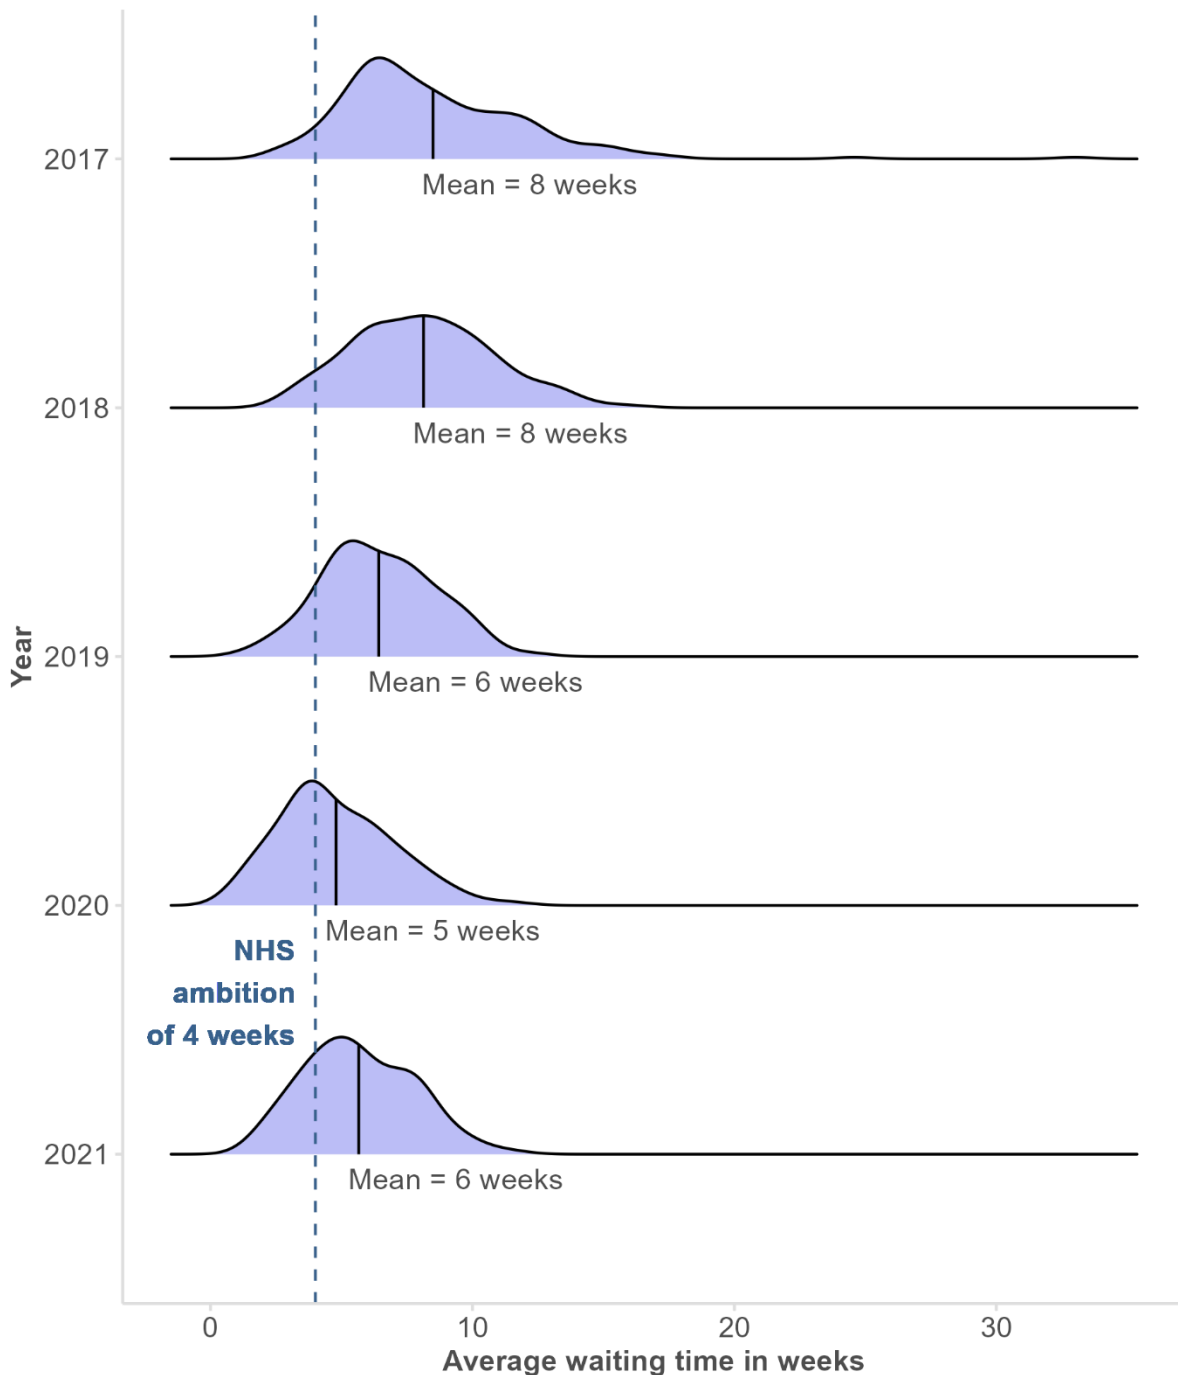 2017
Mean = 8 weeks
2018
Mean = 8 weeks
2019
Mean = 6 weeks
Year
2020
Mean = 5 weeks
NHS
ambition
of 4 weeks
2021
Mean = 6 weeks
0 10 20 30
Average waiting time in weeks